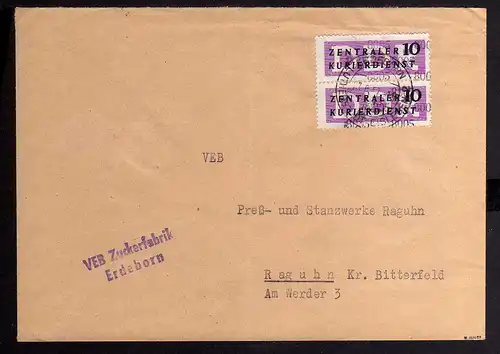 ZENTRALER 10
KURIERDIENST
ZENTRALER 10
KURIERDIENST
8005
VEB
Preß- und Stanzwerke Raguhn
VEB Zuckerfabrik
Erdeborn
Raguhn Kr. Bitterfeld
Am Werder 3